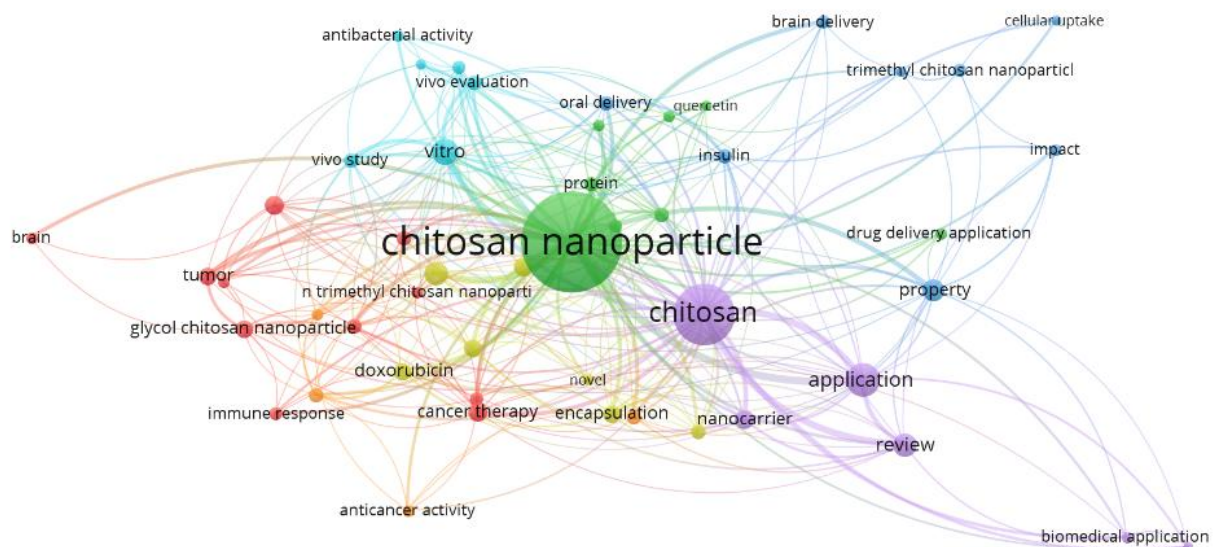 brain delivery
cellular uptake
antibacterial activity
trimethyl chitosan nanoparticl
vivo evaluation
oral delivery
quercetin
vitro
vivo study
insulin
impact
protein
brain
chitosan nanoparticle
drug delivery application
tumor
n trimethyl chitosan nanoparti
property
chitosan
glycol chitosan nanoparticle
doxorubicin
novel
application
immune response
cancer therapy
encapsulation
nanocarrier
review
anticancer activity
biomedical application